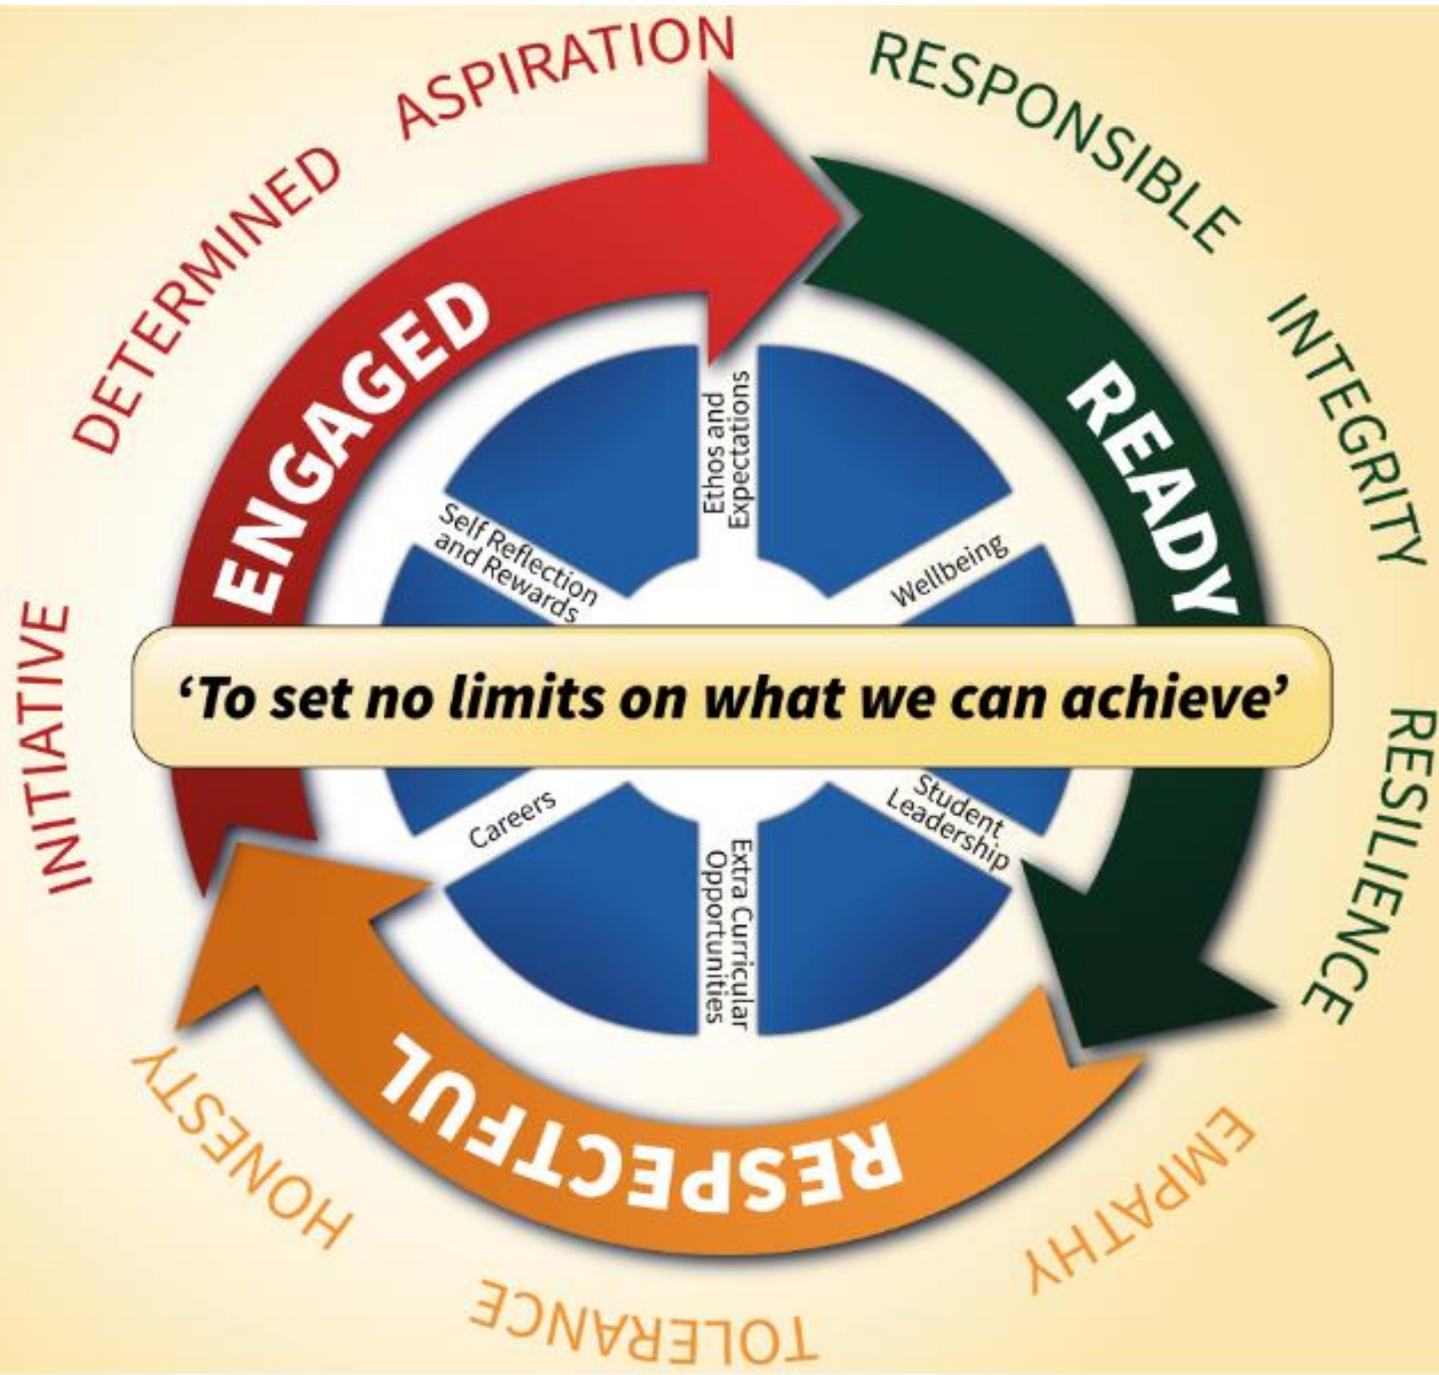 ASPIRATION
RESPONSIBLE
DETERMINED
INTEGRITY
ENGAGED
READY
Ethos and
Expectations
Self Reflection
and Rewards
Wellbeing
INITIATIVE
‘To set no limits on what we can achieve’
RESILIENCE
Careers
Student
Leadership
Extra Curricular
Opportunities
RESPECTFUL
HONESTY
EMPATHY
TOLERANCE